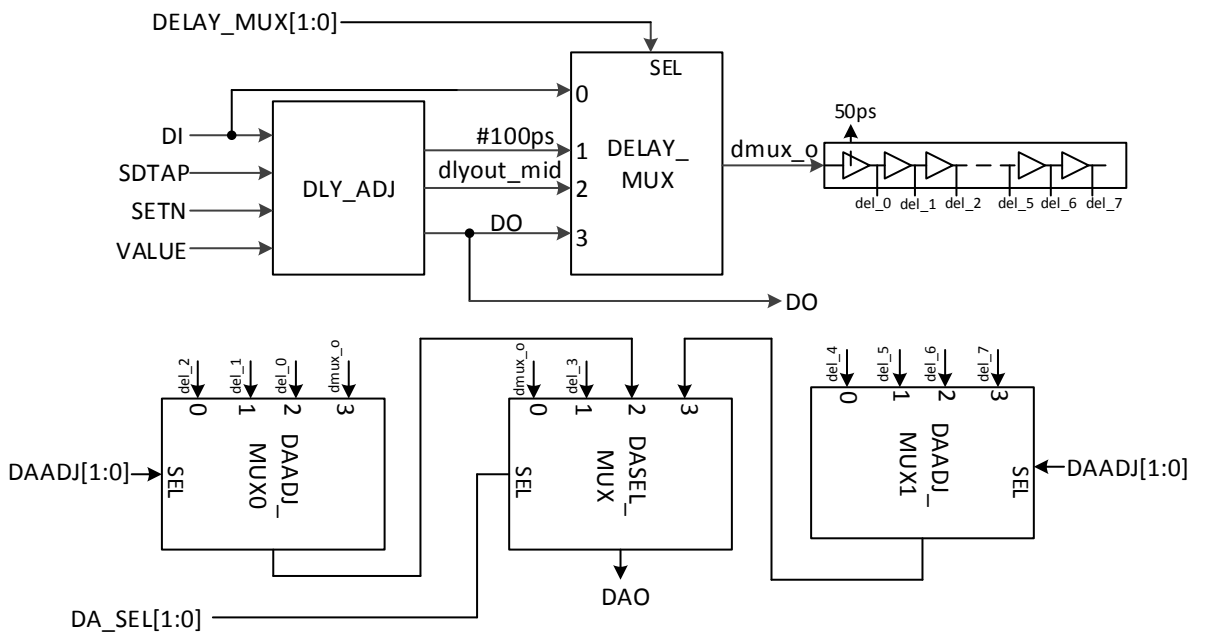 DELAY_MUX[1:0]
SEL
0
50ps
DI
#100ps
1
DELAY_
MUX
dmux_o
SDTAP
DLY_ADJ
dlyout_mid
2
del_0
del_1
del_2
del_5
del_6
del_7
SETN
DO
3
VALUE
DO
del_2
del_1
del_0
dmux_o
0
1
2
3
DAADJ[1:0]
SEL
DAADJ_
MUX0
dmux_o
del_3
0
1
2
3
SEL
DASEL_
MUX
del_4
del_5
del_6
del_7
0
1
2
3
DAADJ_
MUX1
SEL
DAADJ[1:0]
DAO
DA_SEL[1:0]